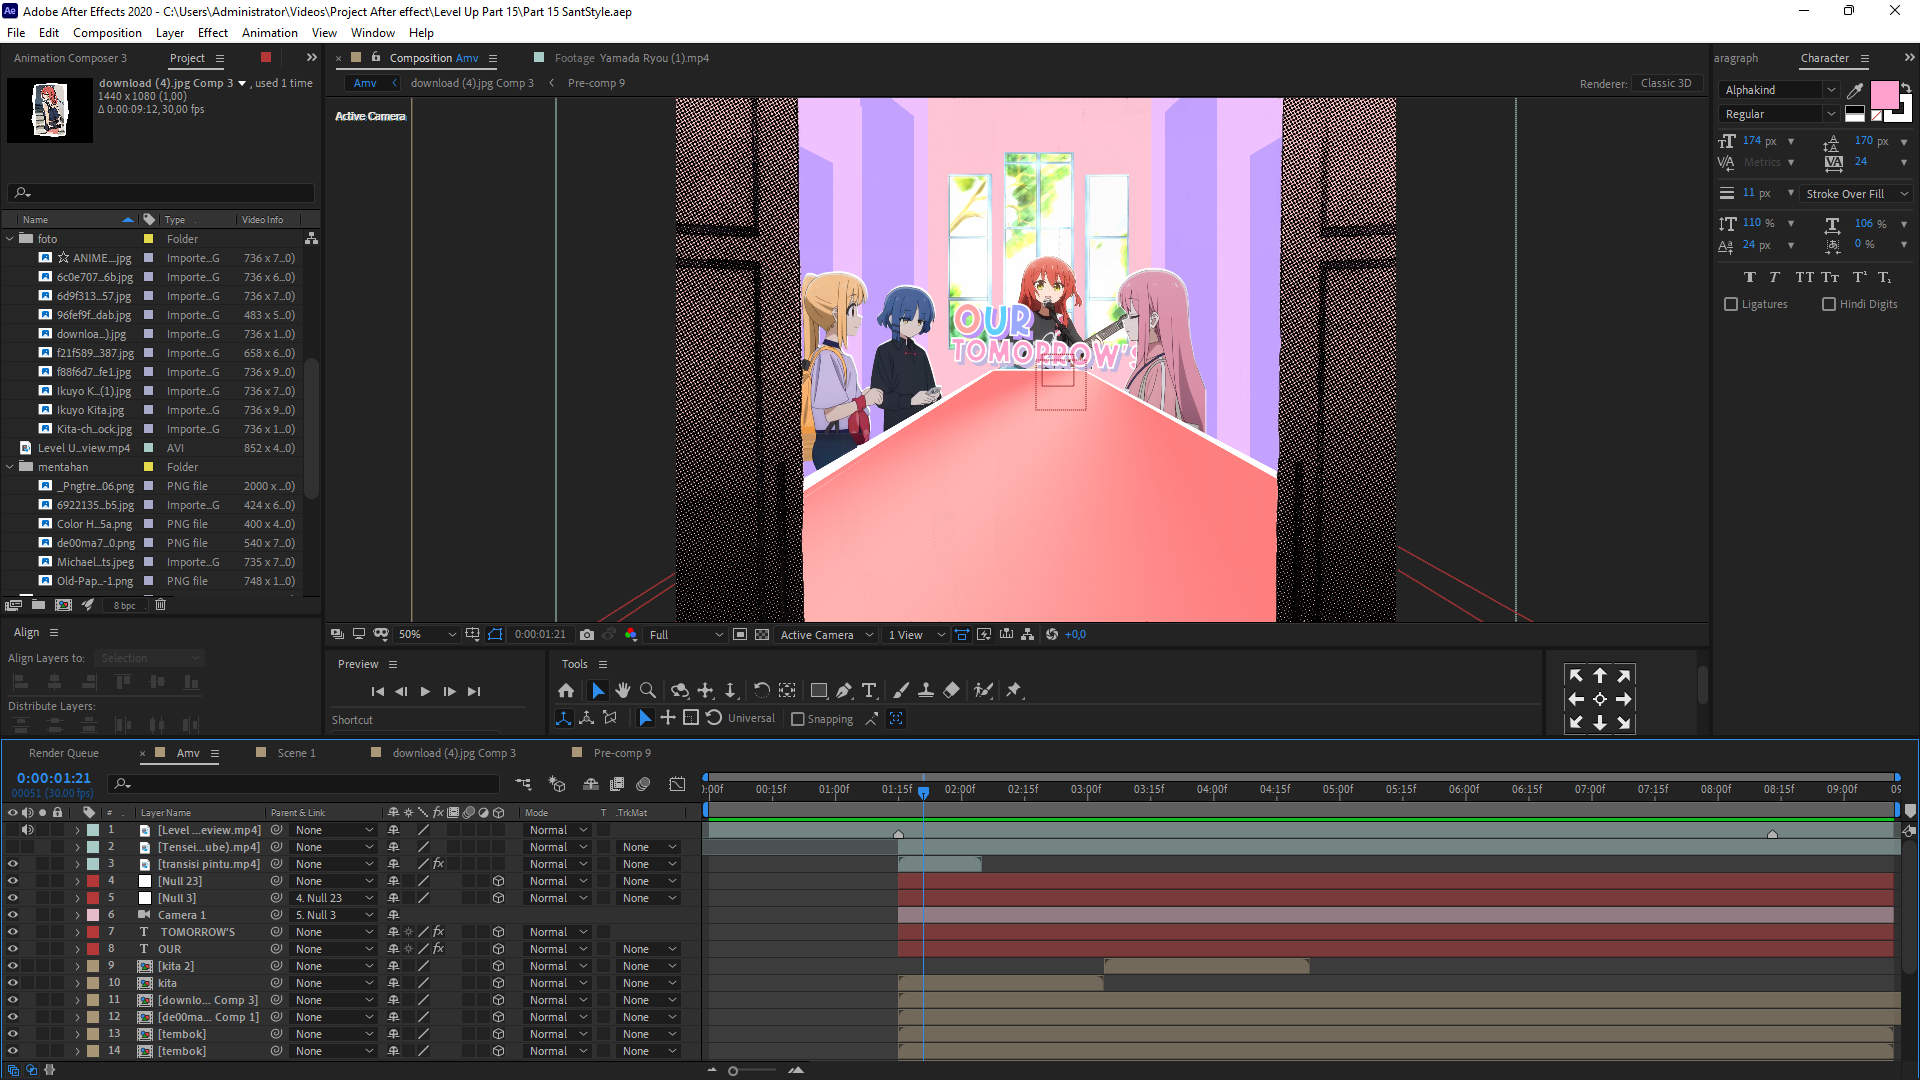 Adobe After Effects 2020 - C:\Users\Administrator\Videos\Project After effect\Level Up Part 15\Part 15 SantStyle.aep
File Edit Composition Layer Effect Animation View Window Help
Animation Composer 3 Project
Composition Amv Footage Yamada Ryou (1).mp4
aragraph Character
download (4).jpg Comp 3 , used 1 time
1440 x 1080 (1,00)
Δ 0:00:09:12, 30,00 fps
Amv download (4).jpg Comp 3 Pre-comp 9
Renderer: Classic 3D
Active Camera
Alphakind
Regular
174 px 170 px
Metrics 24
11 px Stroke Over Fill
110 % 106 %
24 px 0 %
Ligatures Hindi Digits
OUR
TOMORROW'S
Name Type Video Info
foto Folder
☆ ANIME....jpg Importe...G 736 x 7...0)
6c0e707...6b.jpg Importe...G 736 x 6...0)
6d9f313...57.jpg Importe...G 736 x 7...0)
96fef9f...dab.jpg Importe...G 483 x 5...0)
downloa...).jpg Importe...G 736 x 1...0)
f21f589...387.jpg Importe...G 658 x 6...0)
f88f6d7...fe1.jpg Importe...G 736 x 9...0)
Ikuyo K...(1).jpg Importe...G 736 x 7...0)
Ikuyo Kita.jpg Importe...G 736 x 9...0)
Kita-ch...ock.jpg Importe...G 736 x 1...0)
Level U...view.mp4 AVI 852 x 4...0)
mentahan Folder
_Pngtre...06.png PNG file 2000 x ...0)
6922135...b5.jpg Importe...G 424 x 6...0)
Color H...5a.png PNG file 400 x 4...0)
de00ma7...0.png PNG file 540 x 7...0)
Michael...ts.jpeg Importe...G 735 x 7...0)
Old-Pap...-1.png PNG file 748 x 1...0)
8 bpc
50% 0:00:01:21 Full Active Camera 1 View +0,0
Align
Align Layers to: Selection
Distribute Layers:
Preview
Shortcut
Tools
Universal Snapping
Render Queue Amv Scene 1 download (4).jpg Comp 3 Pre-comp 9
0:00:01:21
00051 (30.00 fps)
):00f 00:15f 01:00f 01:15f 02:00f 02:15f 03:00f 03:15f 04:00f 04:15f 05:00f 05:15f 06:00f 06:15f 07:00f 07:15f 08:00f 08:15f 09:00f 09
# Layer Name Parent & Link fx Mode T .TrkMat
1 [Level ...eview.mp4] None Normal
2 [Tensei...ube).mp4] None Normal None
3 [transisi pintu.mp4] None fx Normal None
4 [Null 23] None Normal None
5 [Null 3] 4. Null 23 Normal None
6 Camera 1 5. Null 3
7 T TOMORROW'S None fx Normal
8 T OUR None fx Normal None
9 [kita 2] None Normal None
10 kita None Normal None
11 [downlo... Comp 3] None Normal None
12 [de00ma... Comp 1] None Normal None
13 [tembok] None Normal None
14 [tembok] None Normal None